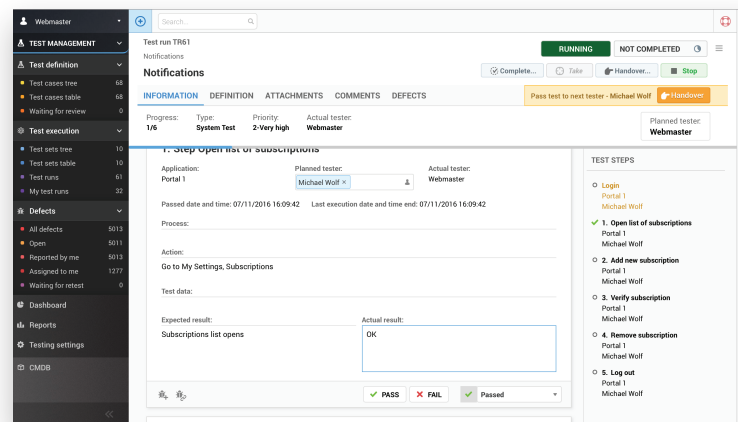 Webmaster
Search...
TEST MANAGEMENT
Test definition
Test cases tree 68
Test cases table 68
Waiting for review 0
Test execution
Test sets tree 10
Test sets table 10
Test runs 61
My test runs 32
Defects
All defects 5013
Open 5011
Reported by me 5013
Assigned to me 1277
Waiting for retest 0
Dashboard
Reports
Testing settings
CMDB
Test run TR61
Notifications
Notifications
RUNNING
NOT COMPLETED
Complete...
Take
Handover...
Stop
INFORMATION DEFINITION ATTACHMENTS COMMENTS DEFECTS
Pass test to next tester - Michael Wolf
Handover
Progress: Type: Priority: Actual tester:
1/6 System Test 2-Very high Webmaster
Planned tester:
Webmaster
1. Step Open list of subscriptions
Application: Planned tester: Actual tester:
Portal 1 Michael Wolf × Webmaster
Passed date and time: 07/11/2016 16:09:42 Last execution date and time end: 07/11/2016 16:09:42
Process:
Action:
Go to My Settings, Subscriptions
Test data:
Expected result: Actual result:
Subscriptions list opens OK
PASS
FAIL
Passed
TEST STEPS
Login
Portal 1
Michael Wolf
1. Open list of subscriptions
Portal 1
Michael Wolf
2. Add new subscription
Portal 1
Michael Wolf
3. Verify subscription
Portal 1
Michael Wolf
4. Remove subscription
Portal 1
Michael Wolf
5. Log out
Portal 1
Michael Wolf